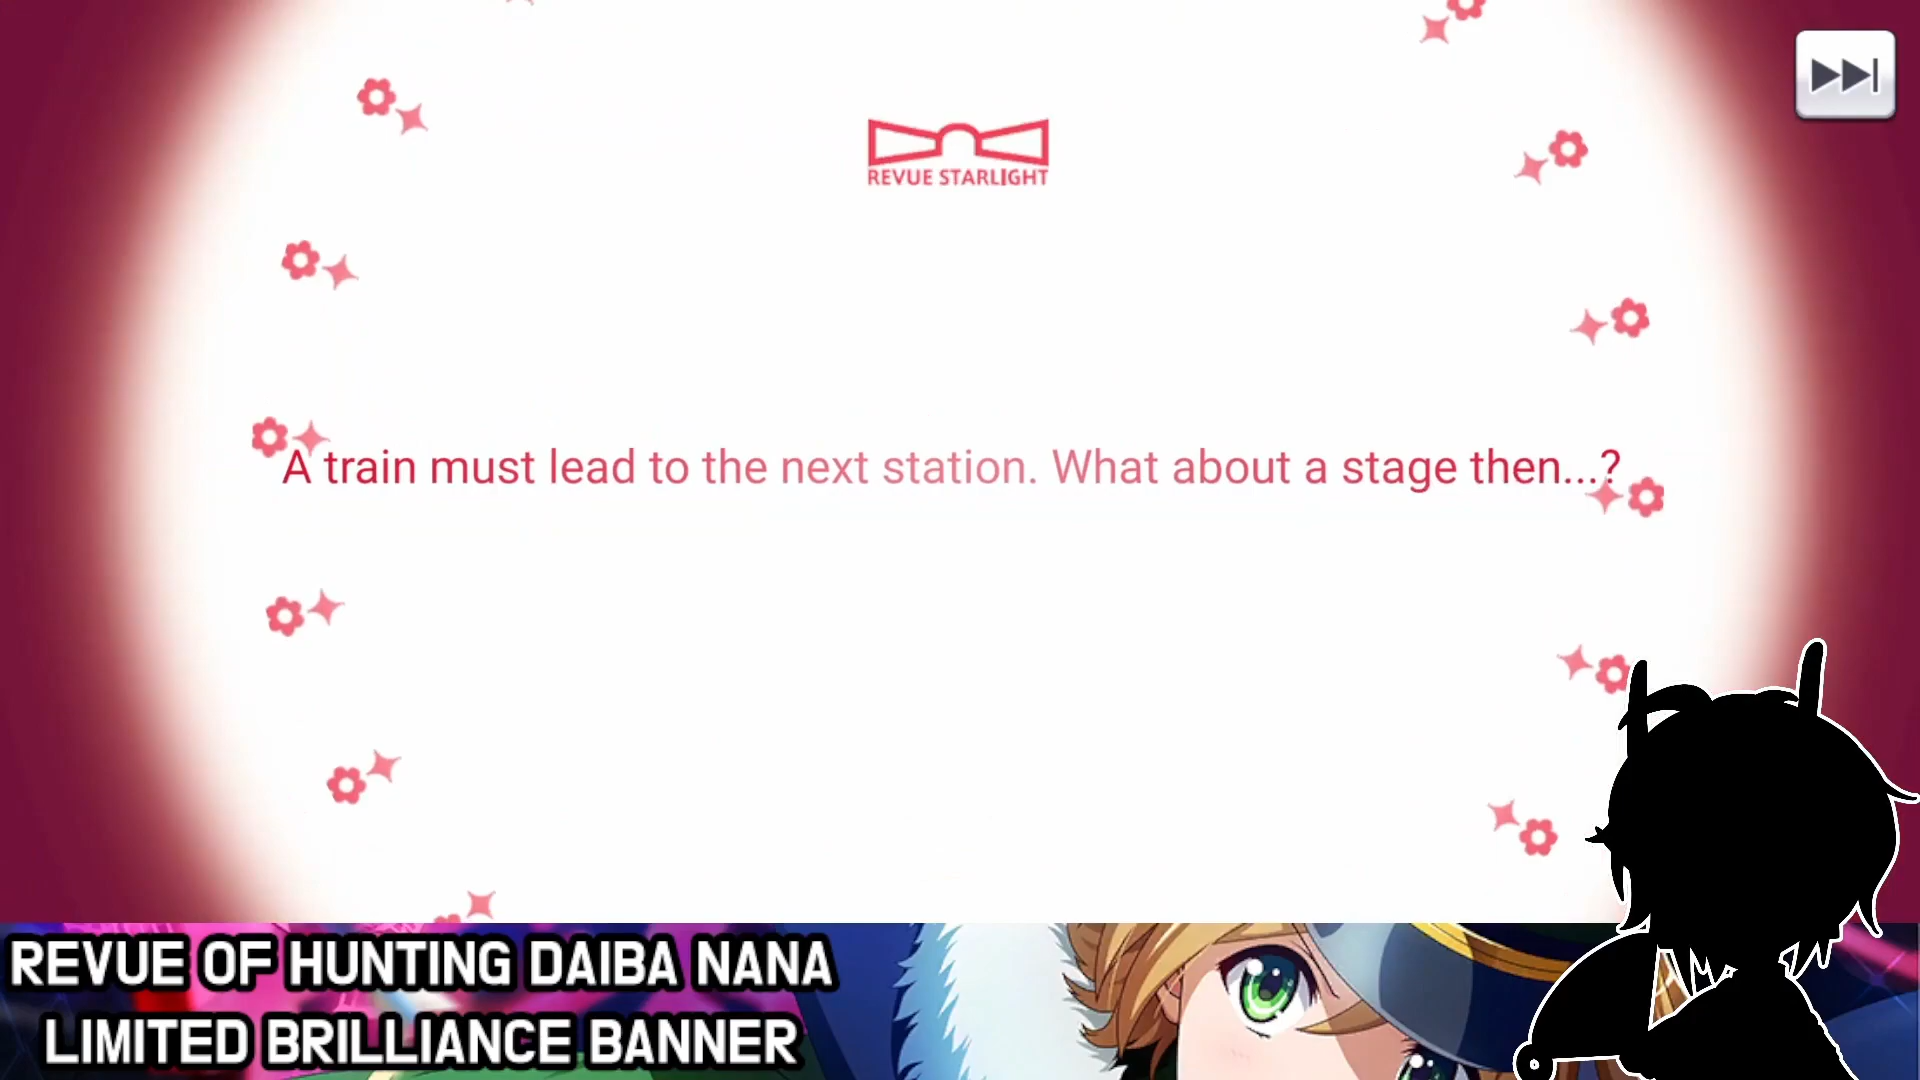 REVUE STARLIGHT
A train must lead to the next station. What about a stage then...?
REVUE OF HUNTING DAIBA NANA
LIMITED BRILLIANCE BANNER